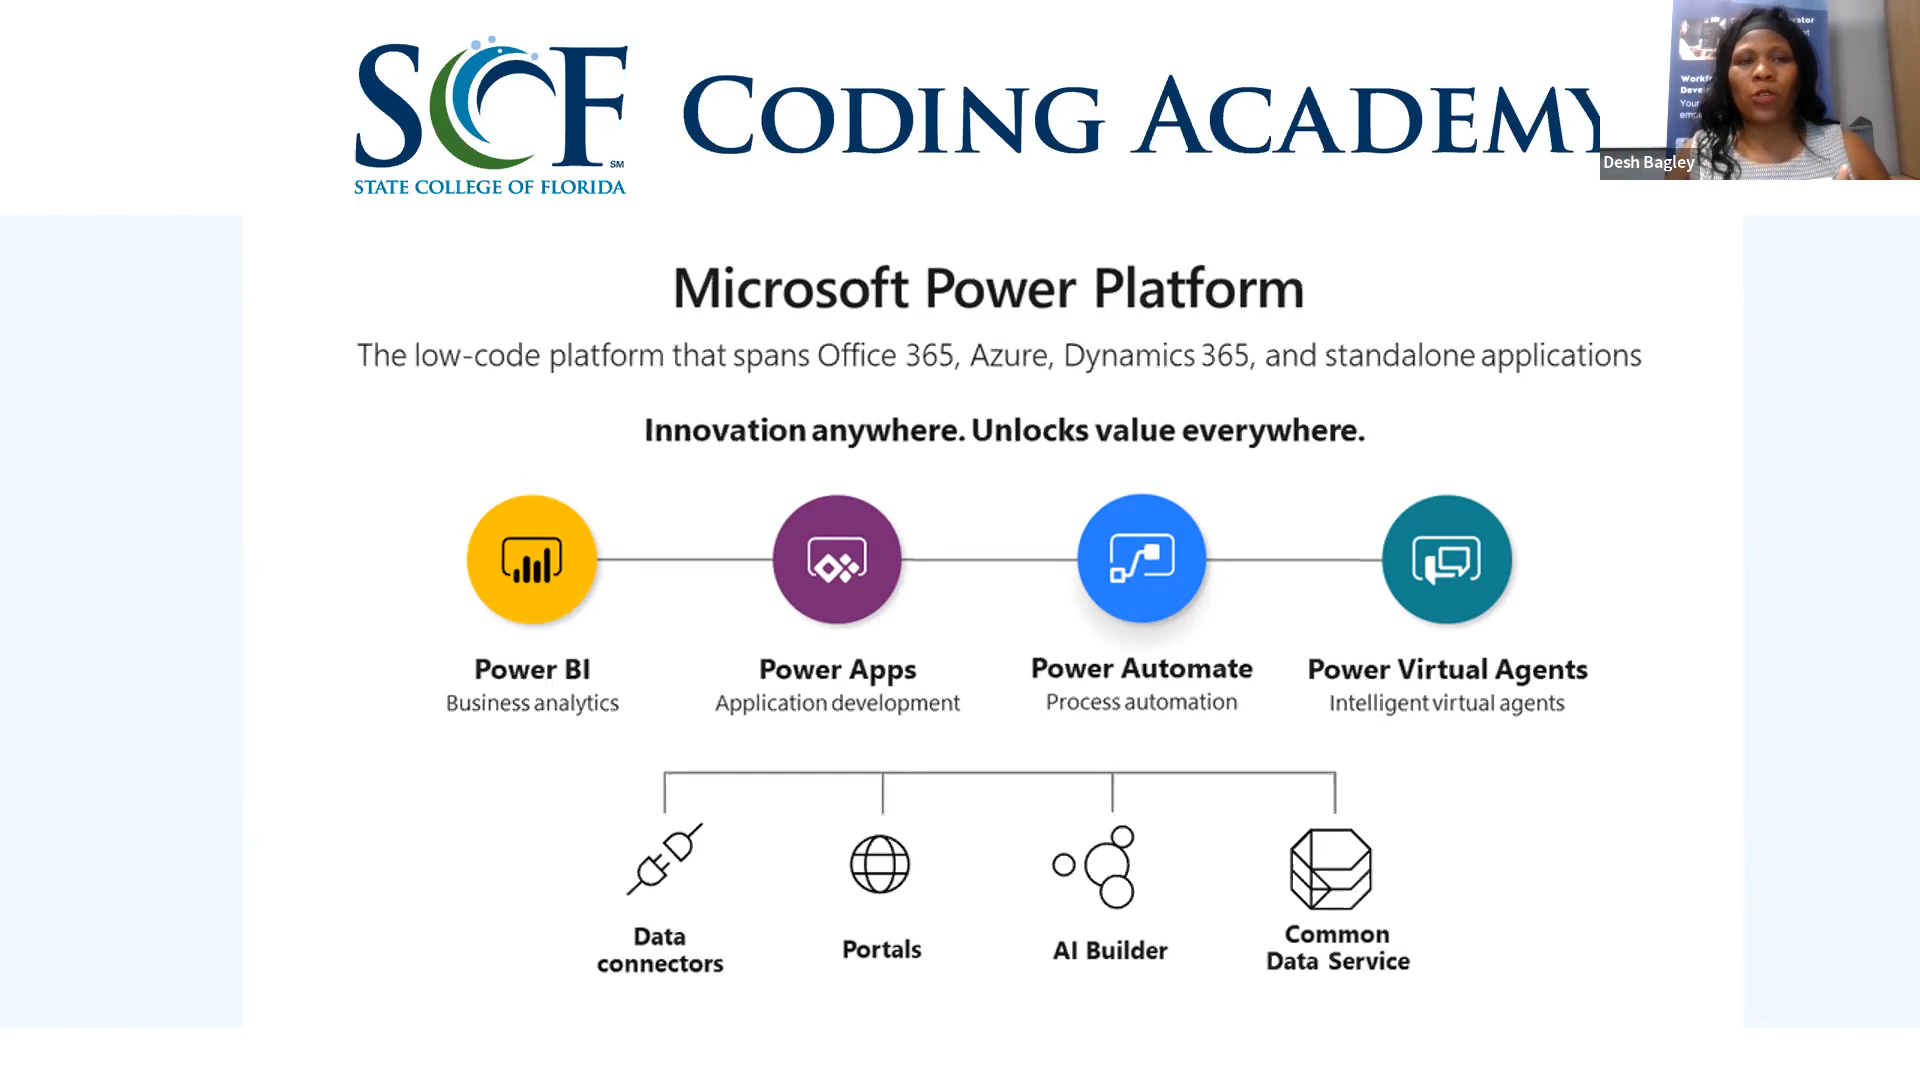 SCF
SM
STATE COLLEGE OF FLORIDA
CODING ACADEMY
Desh Bagley
Microsoft Power Platform
The low-code platform that spans Office 365, Azure, Dynamics 365, and standalone applications
Innovation anywhere. Unlocks value everywhere.
Power BI
Business analytics
Power Apps
Application development
Power Automate
Process automation
Power Virtual Agents
Intelligent virtual agents
Data
connectors
Portals
AI Builder
Common
Data Service